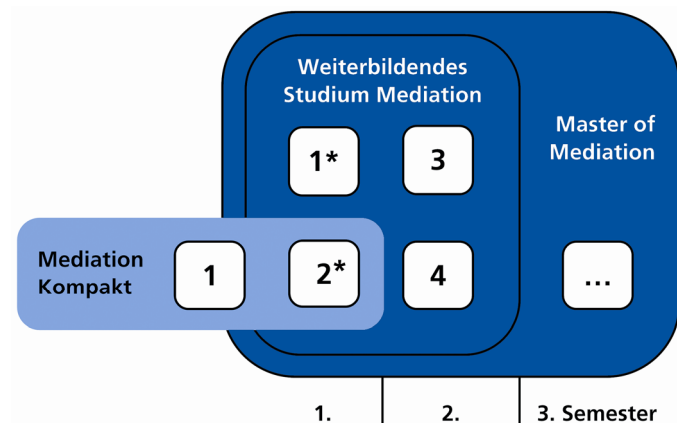 Weiterbildendes
Studium Mediation
Master of
Mediation
1*
3
Mediation
Kompakt
1
2*
4
...
1.
2.
3. Semester